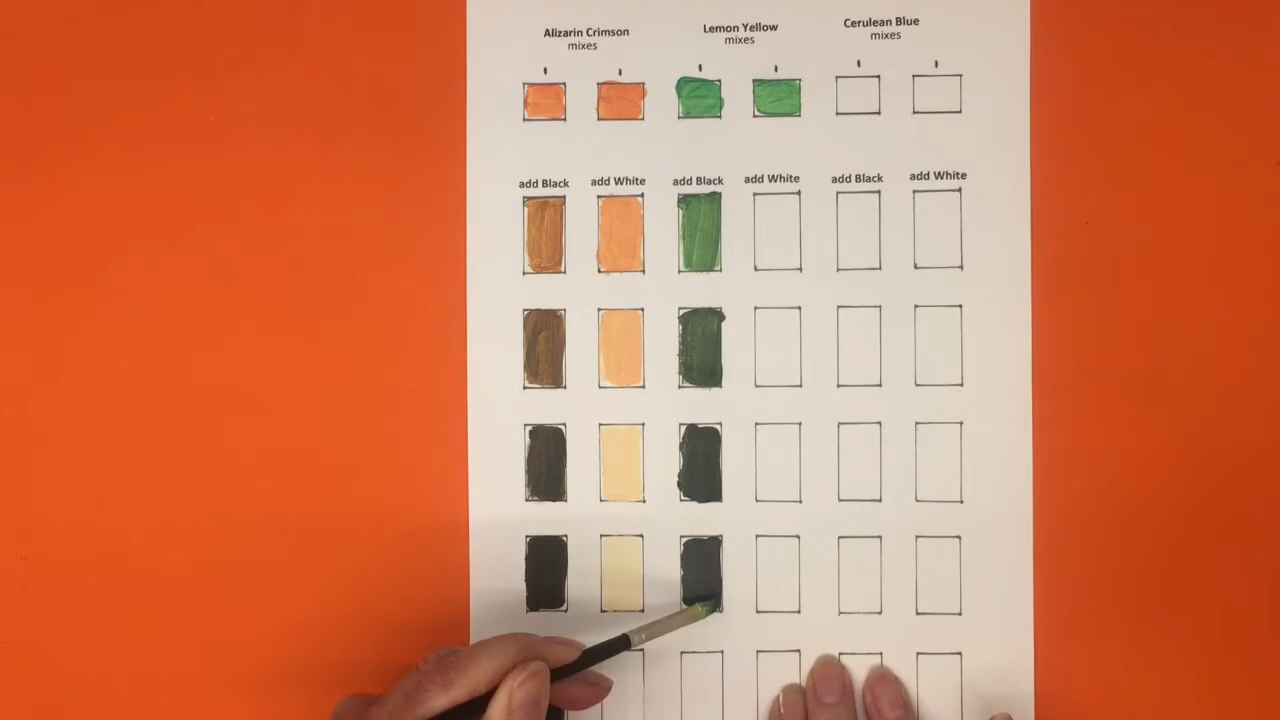 Alizarin Crimson
mixes
Lemon Yellow
mixes
Cerulean Blue
mixes
add Black
add White
add Black
add White
add Black
add White